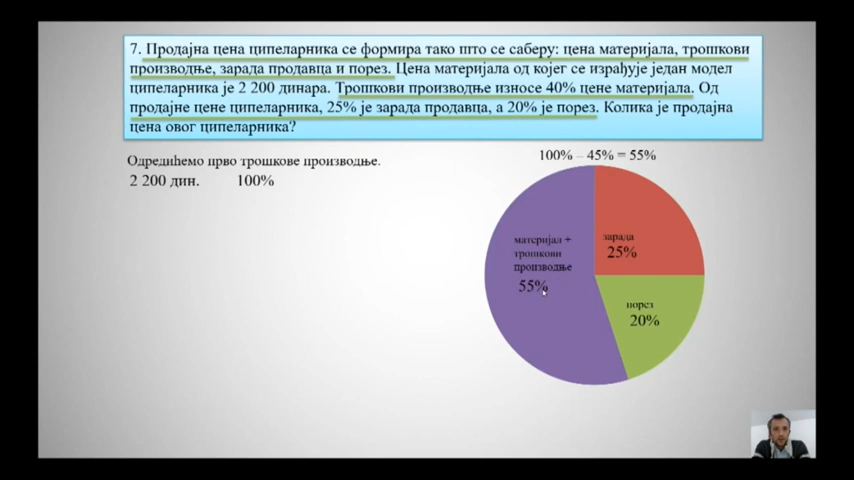 7. Продајна цена ципеларника се формира тако што се саберу: цена материјала, трошкови
производње, зарада продавца и порез. Цена материјала од којег се израђује један модел
ципеларника је 2 200 динара. Трошкови производње износе 40% цене материјала. Од
продајне цене ципеларника, 25% је зарада продавца, а 20% је порез. Колика је продајна
цена овог ципеларника?
Одредићемо прво трошкове производње.
2 200 дин. 100%
100% – 45% = 55%
материјал +
трошкови
производње
55%
зарада
25%
порез
20%